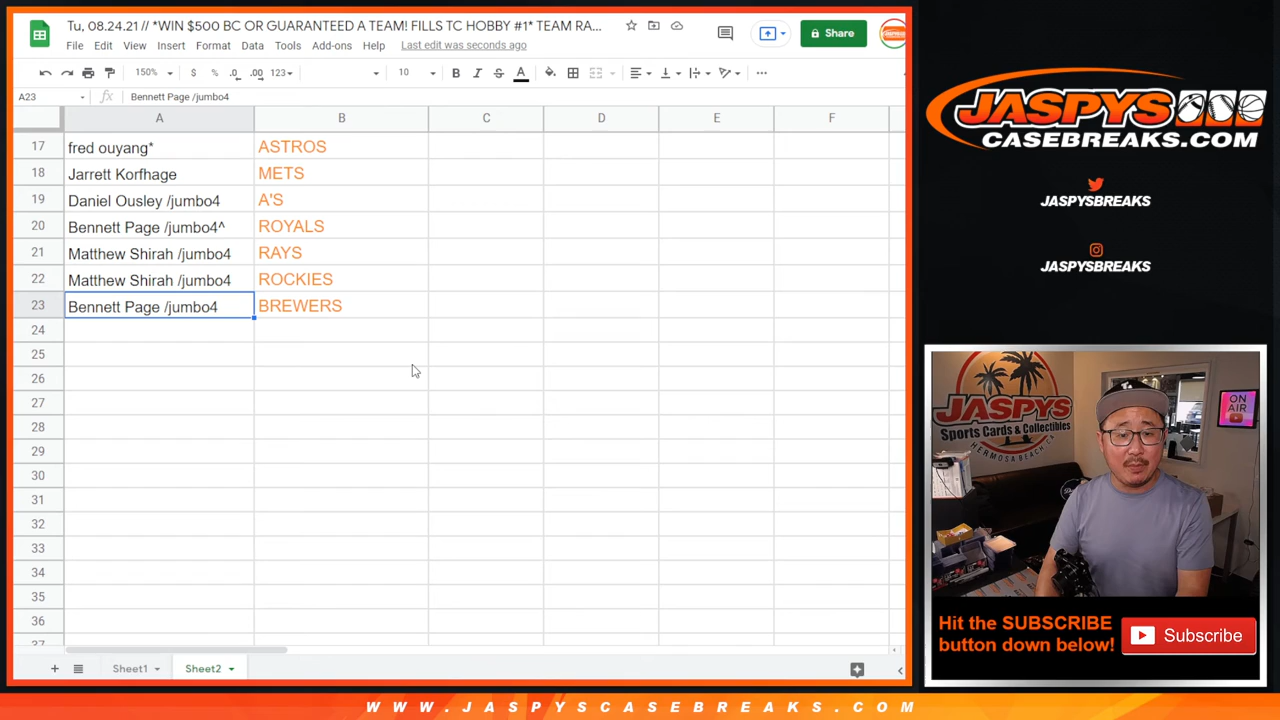 Tu, 08.24.21 // *WIN $500 BC OR GUARANTEED A TEAM! FILLS TC HOBBY #1* TEAM RA...
File Edit View Insert Format Data Tools Add-ons Help Last edit was seconds ago
Share
150% $ % .0 .00 123 10 B I S A
A23 fx Bennett Page /jumbo4
A B C D E F
17 fred ouyang* ASTROS
18 Jarrett Korfhage METS
19 Daniel Ousley /jumbo4 A'S
20 Bennett Page /jumbo4^ ROYALS
21 Matthew Shirah /jumbo4 RAYS
22 Matthew Shirah /jumbo4 ROCKIES
23 Bennett Page /jumbo4 BREWERS
24
25
26
27
28
29
30
31
32
33
34
35
36
37
Sheet1 Sheet2
JASPYS
CASEBREAKS.COM
JASPYSBREAKS
JASPYSBREAKS
JASPYS
Sports Cards & Collectibles
HERMOSA BEACH, CA
ON AIR
Hit the SUBSCRIBE
button down below!
Subscribe
WWW.JASPYSCASEBREAKS.COM